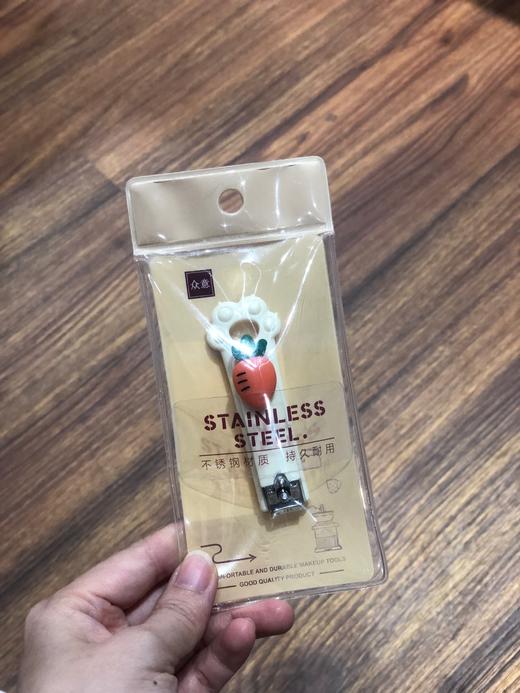 众意
STAINLESS
STEEL.
不锈钢材质 持久耐用
ORTABLE AND DURABLE MAKEUP TOOLS
GOOD QUALITY PRODUCT